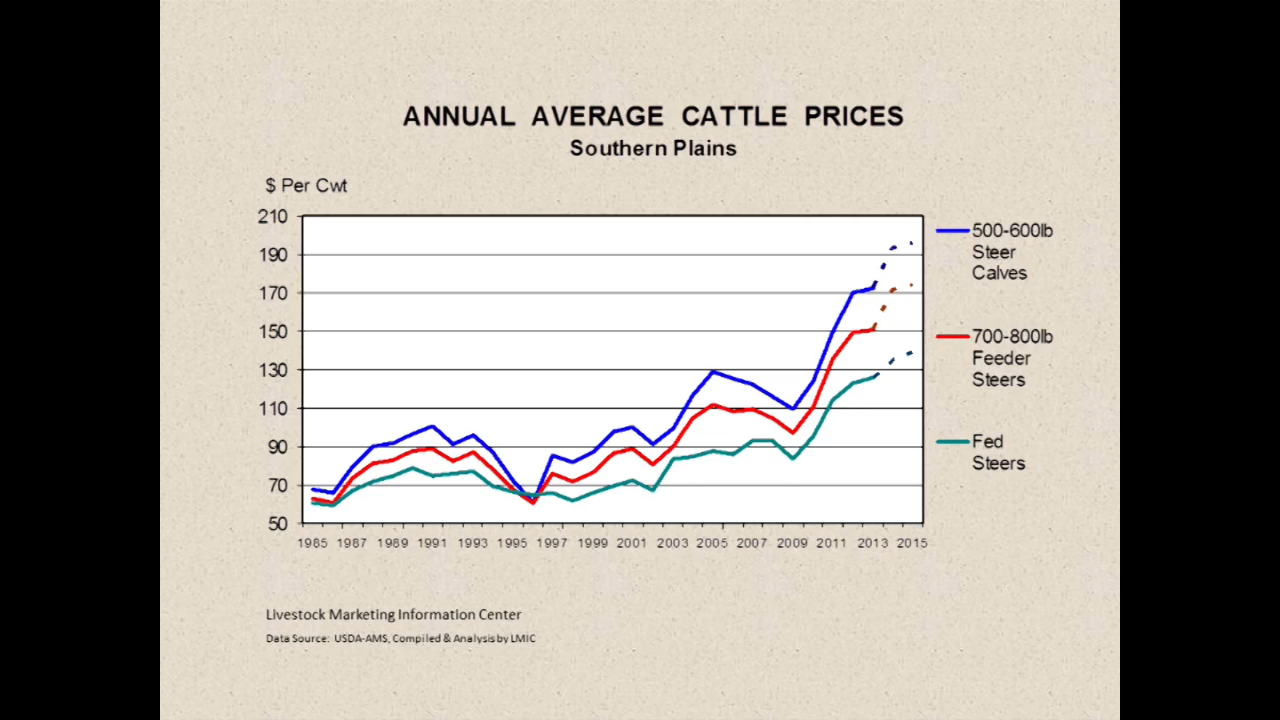 ANNUAL AVERAGE CATTLE PRICES
Southern Plains
$ Per Cwt
210
190
170
150
130
110
90
70
50
1985 1987 1989 1991 1993 1995 1997 1999 2001 2003 2005 2007 2009 2011 2013 2015
500-600lb
Steer
Calves
700-800lb
Feeder
Steers
Fed
Steers
Livestock Marketing Information Center
Data Source: USDA-AMS, Compiled & Analysis by LMIC